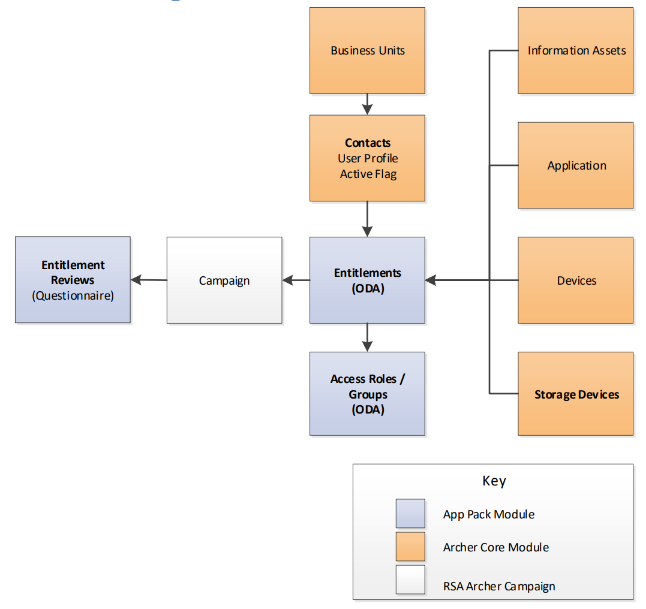 Business Units
Information Assets
Contacts
User Profile
Active Flag
Application
Entitlement
Reviews
(Questionnaire)
Campaign
Entitlements
(ODA)
Devices
Access Roles /
Groups
(ODA)
Storage Devices
Key
App Pack Module
Archer Core Module
RSA Archer Campaign